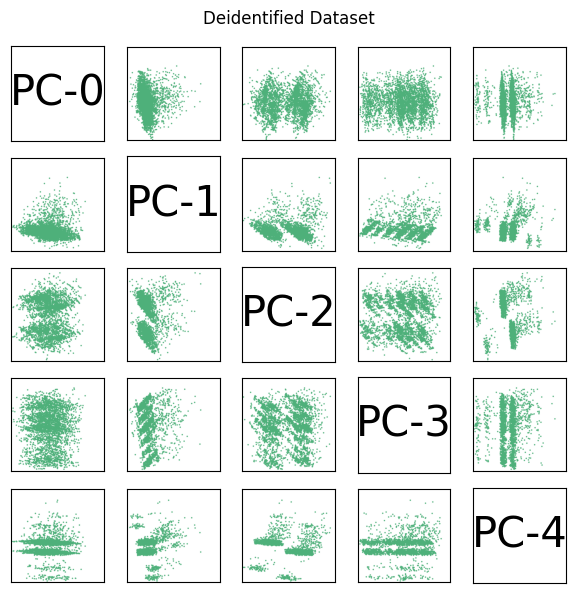 Deidentified Dataset
PC-0
PC-1
PC-2
PC-3
PC-4